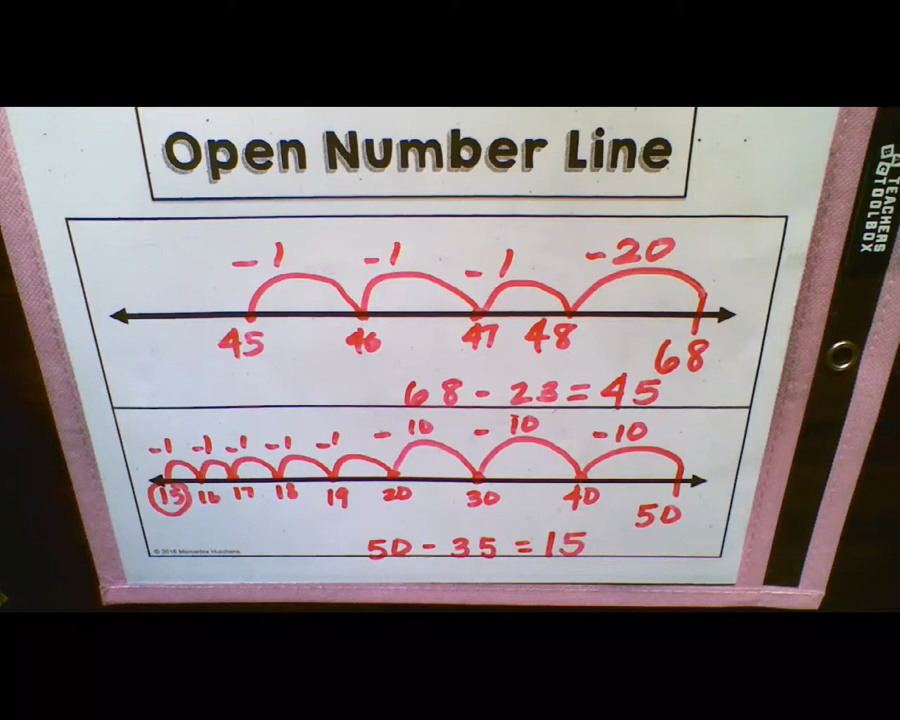 Open Number Line
-1 -1 -1 -20
45 46 47 48 68
68 - 23 = 45
-1 -1 -1 -1 -1 -10 -10 -10
15 16 17 18 19 20 30 40 50
50 - 35 = 15
TEACHERS
TOOLBOX